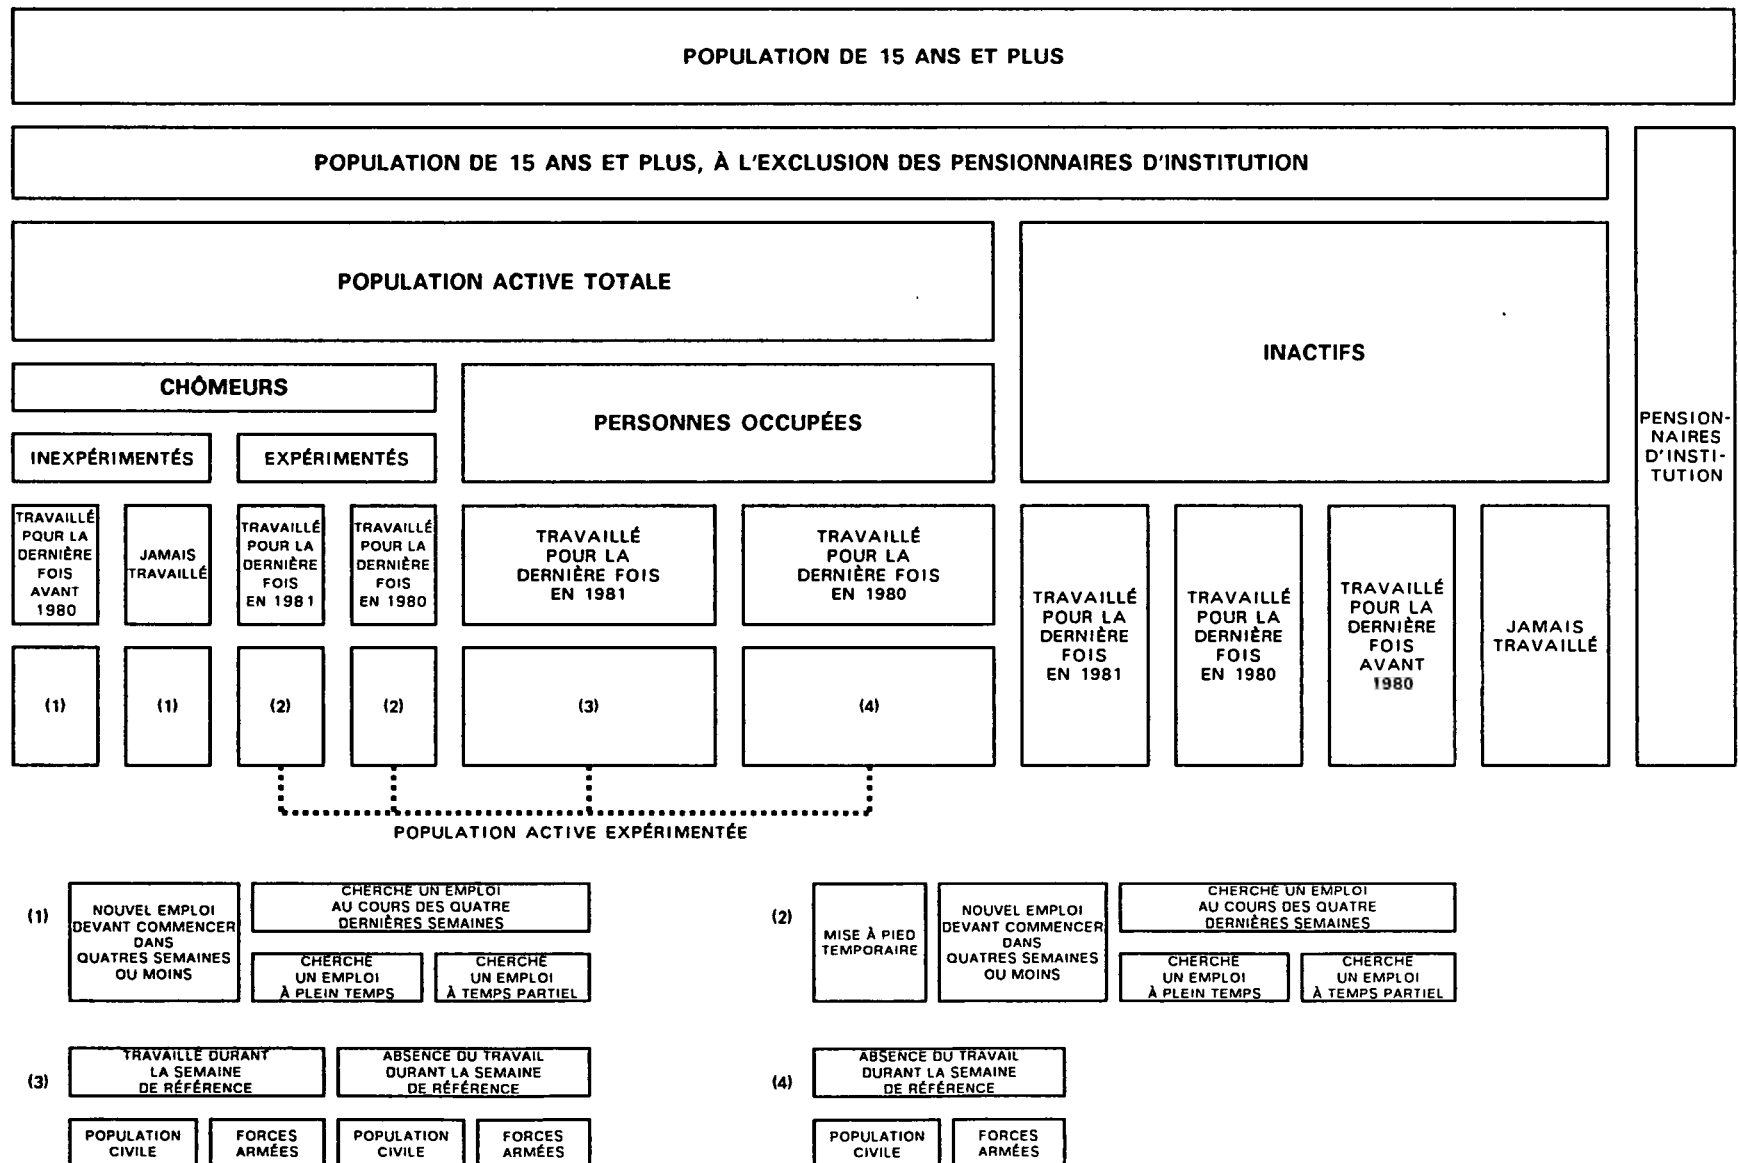 POPULATION DE 15 ANS ET PLUS
POPULATION DE 15 ANS ET PLUS, À L'EXCLUSION DES PENSIONNAIRES D'INSTITUTION
POPULATION ACTIVE TOTALE
INACTIFS
PENSION-
NAIRES
D'INSTI-
TUTION
CHÔMEURS
PERSONNES OCCUPÉES
INEXPÉRIMENTÉS
EXPÉRIMENTÉS
TRAVAILLÉ
POUR LA
DERNIÈRE
FOIS
AVANT
1980
JAMAIS
TRAVAILLÉ
TRAVAILLÉ
POUR LA
DERNIÈRE
FOIS
EN 1981
TRAVAILLÉ
POUR LA
DERNIÈRE
FOIS
EN 1980
TRAVAILLÉ
POUR LA
DERNIÈRE FOIS
EN 1981
TRAVAILLÉ
POUR LA
DERNIÈRE FOIS
EN 1980
TRAVAILLÉ
POUR LA
DERNIÈRE
FOIS
EN 1981
TRAVAILLÉ
POUR LA
DERNIÈRE
FOIS
EN 1980
TRAVAILLÉ
POUR LA
DERNIÈRE
FOIS
AVANT
1980
JAMAIS
TRAVAILLÉ
(1)
(1)
(2)
(2)
(3)
(4)
POPULATION ACTIVE EXPÉRIMENTÉE
(1)
NOUVEL EMPLOI
DEVANT COMMENCER
DANS
QUATRES SEMAINES
OU MOINS
CHERCHÉ UN EMPLOI
AU COURS DES QUATRE
DERNIÈRES SEMAINES
CHERCHÉ
UN EMPLOI
À PLEIN TEMPS
CHERCHÉ
UN EMPLOI
À TEMPS PARTIEL
(2)
MISE À PIED
TEMPORAIRE
NOUVEL EMPLOI
DEVANT COMMENCER
DANS
QUATRES SEMAINES
OU MOINS
CHERCHÉ UN EMPLOI
AU COURS DES QUATRE
DERNIÈRES SEMAINES
CHERCHÉ
UN EMPLOI
À PLEIN TEMPS
CHERCHÉ
UN EMPLOI
À TEMPS PARTIEL
(3)
TRAVAILLÉ DURANT
LA SEMAINE
DE RÉFÉRENCE
ABSENCE DU TRAVAIL
DURANT LA SEMAINE
DE RÉFÉRENCE
POPULATION
CIVILE
FORCES
ARMÉES
POPULATION
CIVILE
FORCES
ARMÉES
(4)
ABSENCE DU TRAVAIL
DURANT LA SEMAINE
DE RÉFÉRENCE
POPULATION
CIVILE
FORCES
ARMÉES